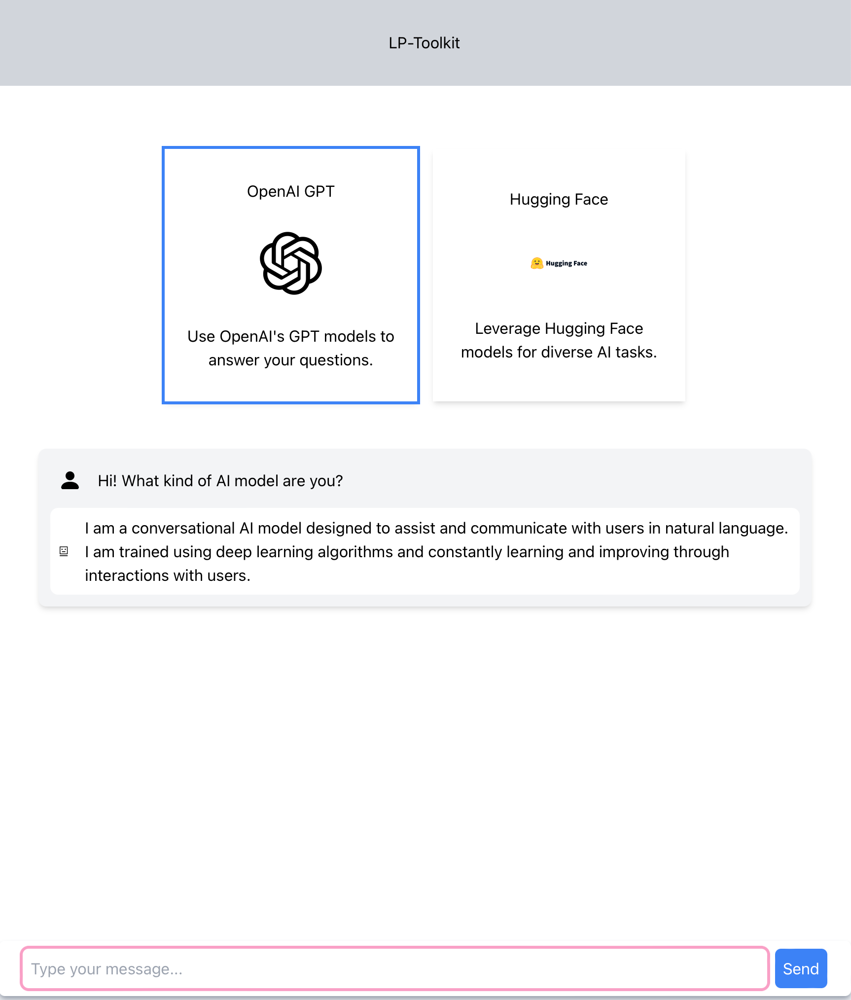 LP-Toolkit
OpenAI GPT
Use OpenAI's GPT models to
answer your questions.
Hugging Face
Hugging Face
Leverage Hugging Face
models for diverse AI tasks.
Hi! What kind of AI model are you?
I am a conversational AI model designed to assist and communicate with users in natural language.
I am trained using deep learning algorithms and constantly learning and improving through
interactions with users.
Type your message...
Send